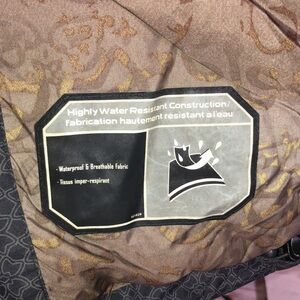 Highly Water Resistant Construction/
Fabrication hautement résistant à l'eau
- Waterproof & Breathable Fabric
- Tissus imper-respirant